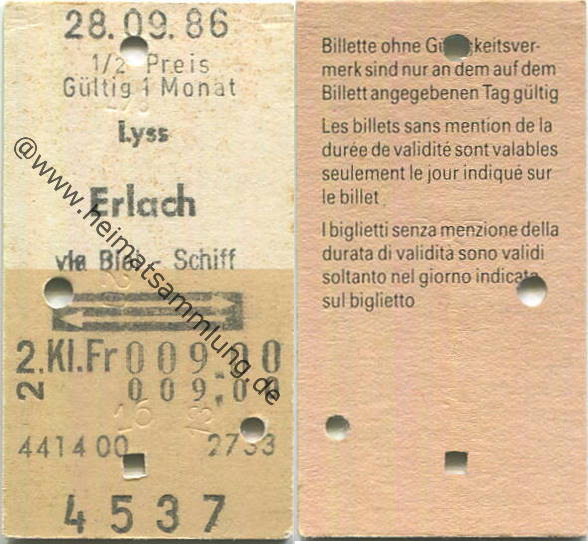 28.09.86
1/2 Preis
Gültig 1 Monat
Lyss
Erlach
via Biel - Schiff
2.Kl.Fr 009.00
2 009.00
16
441400 2733
4537
@www.heimatsammlung.de
Billette ohne Gültigkeitsver-
merk sind nur an dem auf dem
Billett angegebenen Tag gültig
Les billets sans mention de la
durée de validité sont valables
seulement le jour indiqué sur
le billet
I biglietti senza menzione della
durata di validità sono validi
soltanto nel giorno indicato
sul biglietto